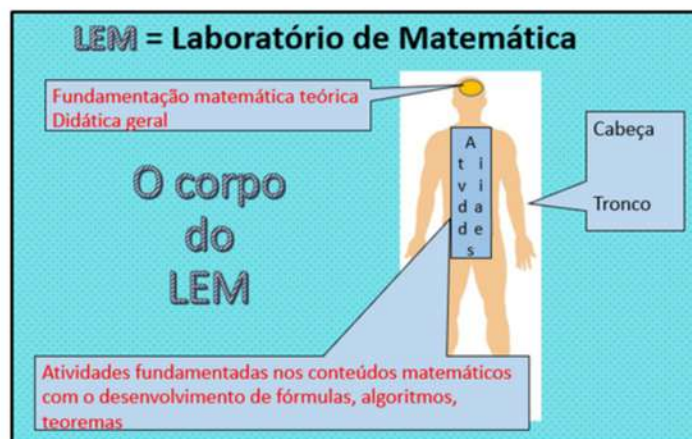 LEM = Laboratório de Matemática
Fundamentação matemática teórica
Didática geral
O corpo
do
LEM
A
t i
v i
d a
d e
s
Cabeça
Tronco
Atividades fundamentadas nos conteúdos matemáticos
com o desenvolvimento de fórmulas, algoritmos,
teoremas